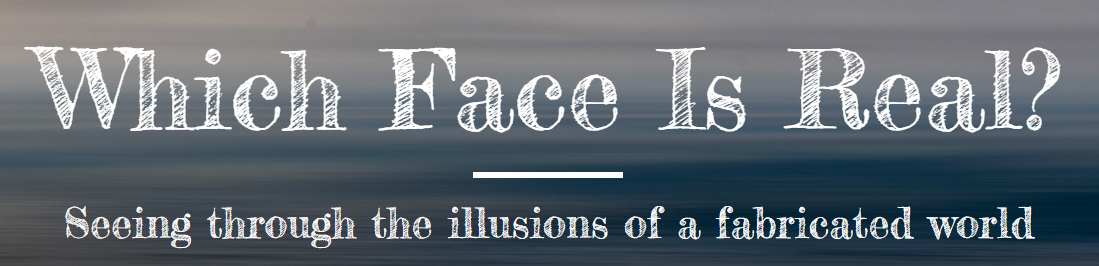 Which Face Is Real?
Seeing through the illusions of a fabricated world